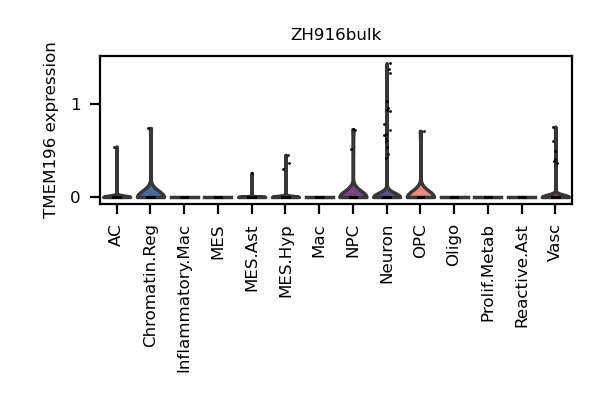 ZH916bulk
TMEM196 expression
1
0
AC
Chromatin.Reg
Inflammatory.Mac
MES
MES.Ast
MES.Hyp
Mac
NPC
Neuron
OPC
Oligo
Prolif.Metab
Reactive.Ast
Vasc